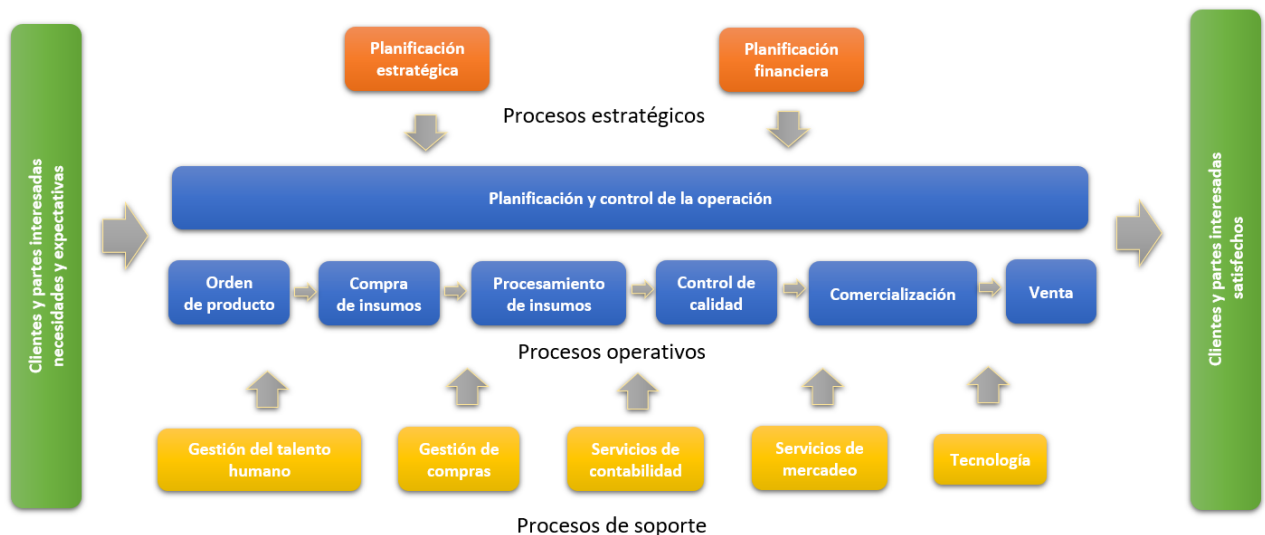 Clientes y partes interesadas
necesidades y expectativas
Planificación
estratégica
Planificación
financiera
Procesos estratégicos
Planificación y control de la operación
Orden
de producto
Compra
de insumos
Procesamiento
de insumos
Control de
calidad
Comercialización
Venta
Procesos operativos
Gestión del talento
humano
Gestión de
compras
Servicios de
contabilidad
Servicios de
mercadeo
Tecnología
Procesos de soporte
Clientes y partes interesadas
satisfechos